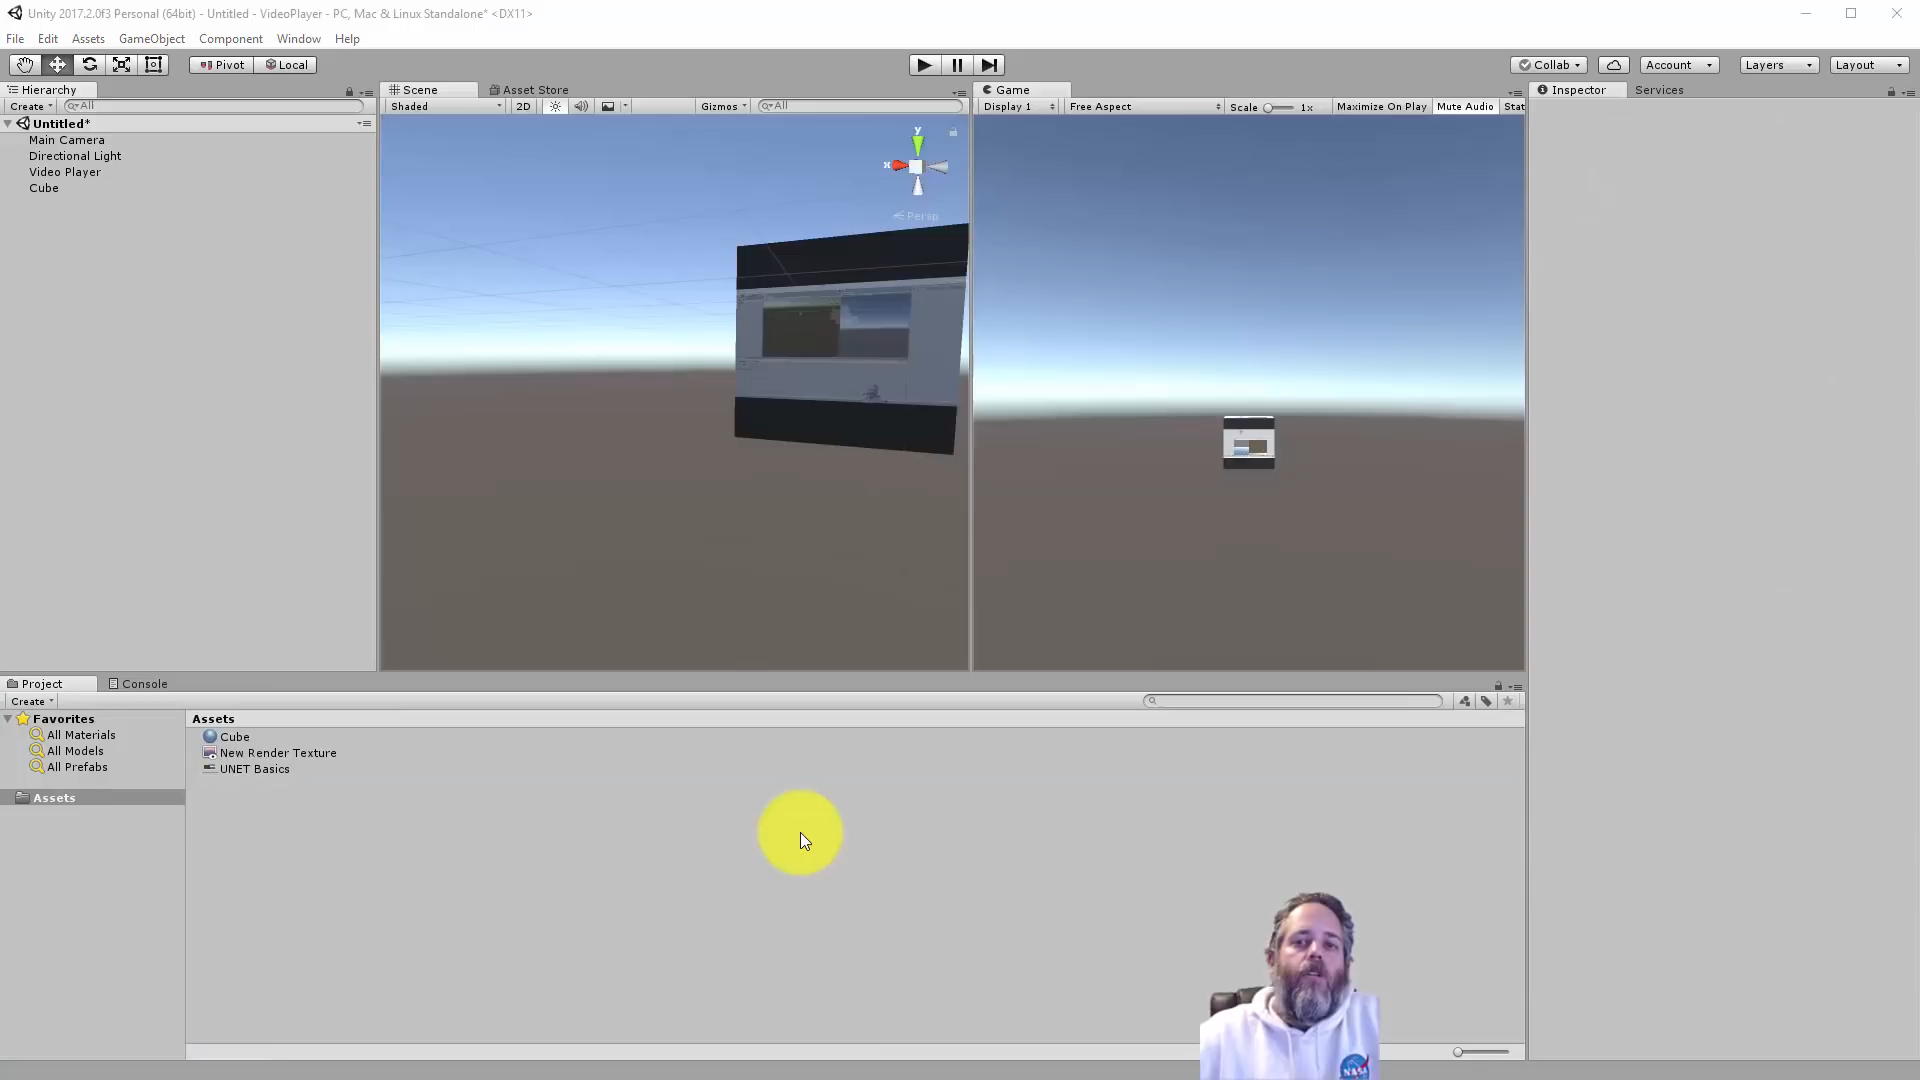 Unity 2017.2.0f3 Personal (64bit) - Untitled - VideoPlayer - PC, Mac & Linux Standalone* <DX11>
File Edit Assets GameObject Component Window Help
Pivot Local Collab Account Layers Layout
Hierarchy Scene Asset Store Game Inspector Services
Create All Shaded 2D Gizmos All Display 1 Free Aspect Scale 1x Maximize On Play Mute Audio Stat
Untitled*
Main Camera
Directional Light
Video Player
Cube
y
x
Persp
Project Console
Create
Favorites
All Materials
All Models
All Prefabs
Assets
Assets
Cube
New Render Texture
UNET Basics
NASA